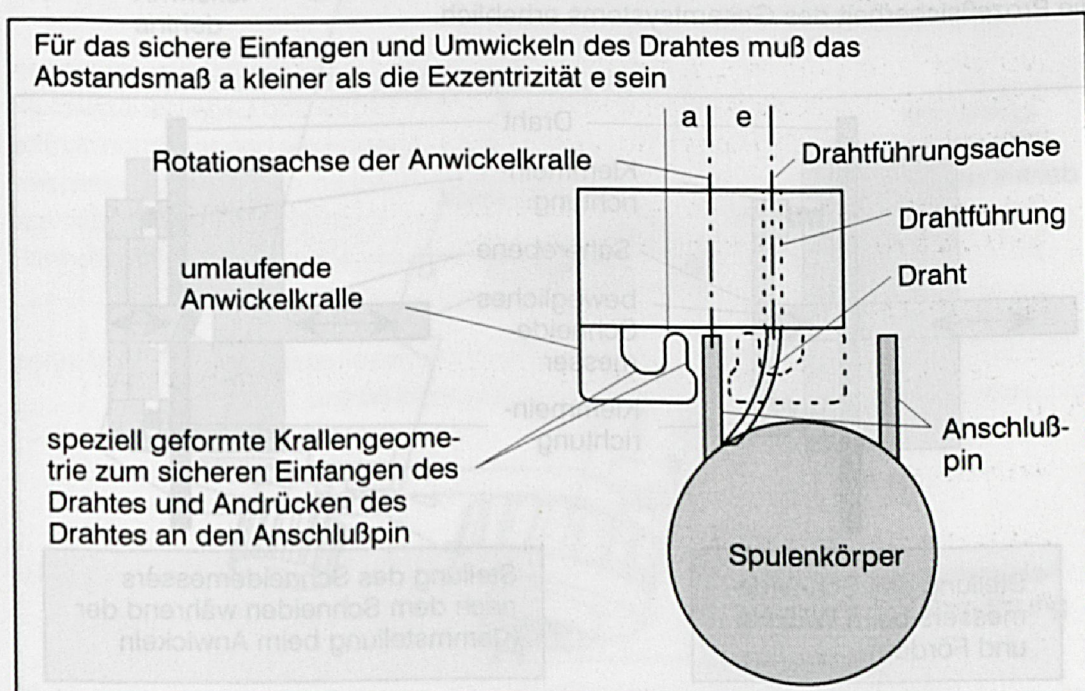 Für das sichere Einfangen und Umwickeln des Drahtes muß das
Abstandsmaß a kleiner als die Exzentrizität e sein
a e
Rotationsachse der Anwickelkralle
Drahtführungsachse
Drahtführung
umlaufende
Anwickelkralle
Draht
speziell geformte Krallengeome-
trie zum sicheren Einfangen des
Drahtes und Andrücken des
Drahtes an den Anschlußpin
Anschluß-
pin
Spulenkörper